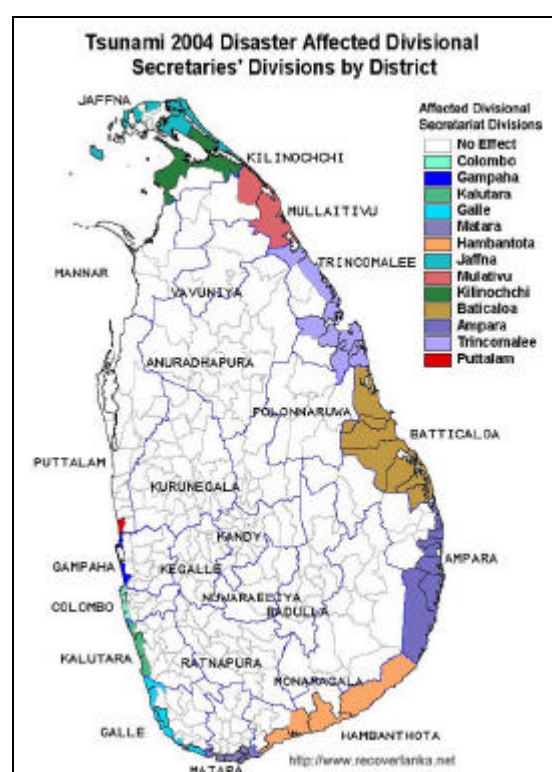 Tsunami 2004 Disaster Affected Divisional
Secretaries' Divisions by District
JAFFNA
KILINOCHCHI
MULLAITIVU
TRINCOMALEE
MANNAR
VAVUNIYA
ANURADHAPURA
POLONNARUWA
BATTICALOA
PUTTALAM
KURUNEGALA
KANDY
AMPARA
GAMPAHA
KEGALLE
COLOMBO
NUWARAELIYA
BADULLA
KALUTARA
RATNAPURA
MONARAGALA
GALLE
HAMBANTHOTA
MATARA
Affected Divisional
Secretariat Divisions
No Effect
Colombo
Gampaha
Kalutara
Galle
Matara
Hambantota
Jaffna
Mulativu
Kilinochchi
Baticaloa
Ampara
Trincomalee
Puttalam
http://www.recoverlanka.net